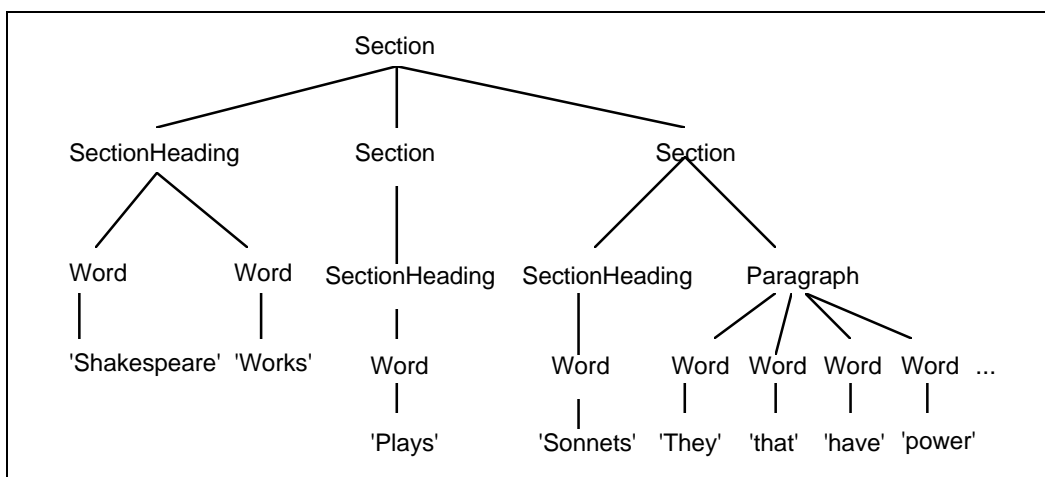 Section
SectionHeading Section Section
Word Word SectionHeading SectionHeading Paragraph
'Shakespeare' 'Works' Word Word Word Word Word Word ...
'Plays' 'Sonnets' 'They' 'that' 'have' 'power'